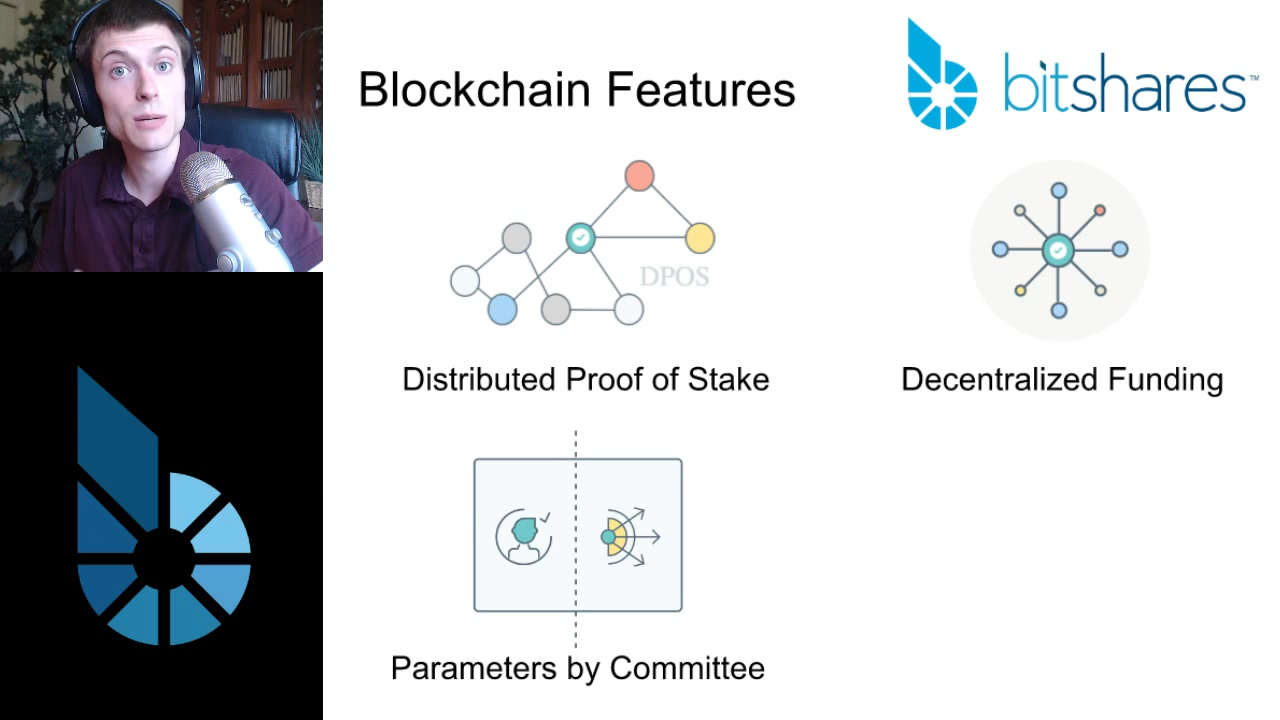 Blockchain Features
bitshares™
DPOS
Distributed Proof of Stake
Decentralized Funding
Parameters by Committee